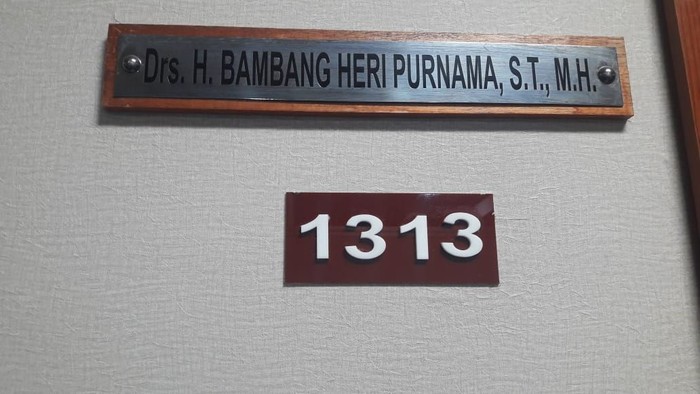 Drs. H. BAMBANG HERI PURNAMA, S.T., M.H.
1313